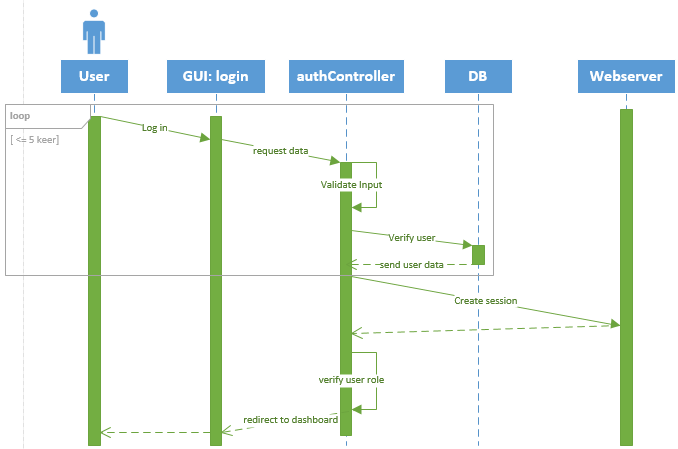 User
GUI: login
authController
DB
Webserver
loop
[ <= 5 keer]
Log in
request data
Validate Input
Verify user
send user data
Create session
verify user role
redirect to dashboard